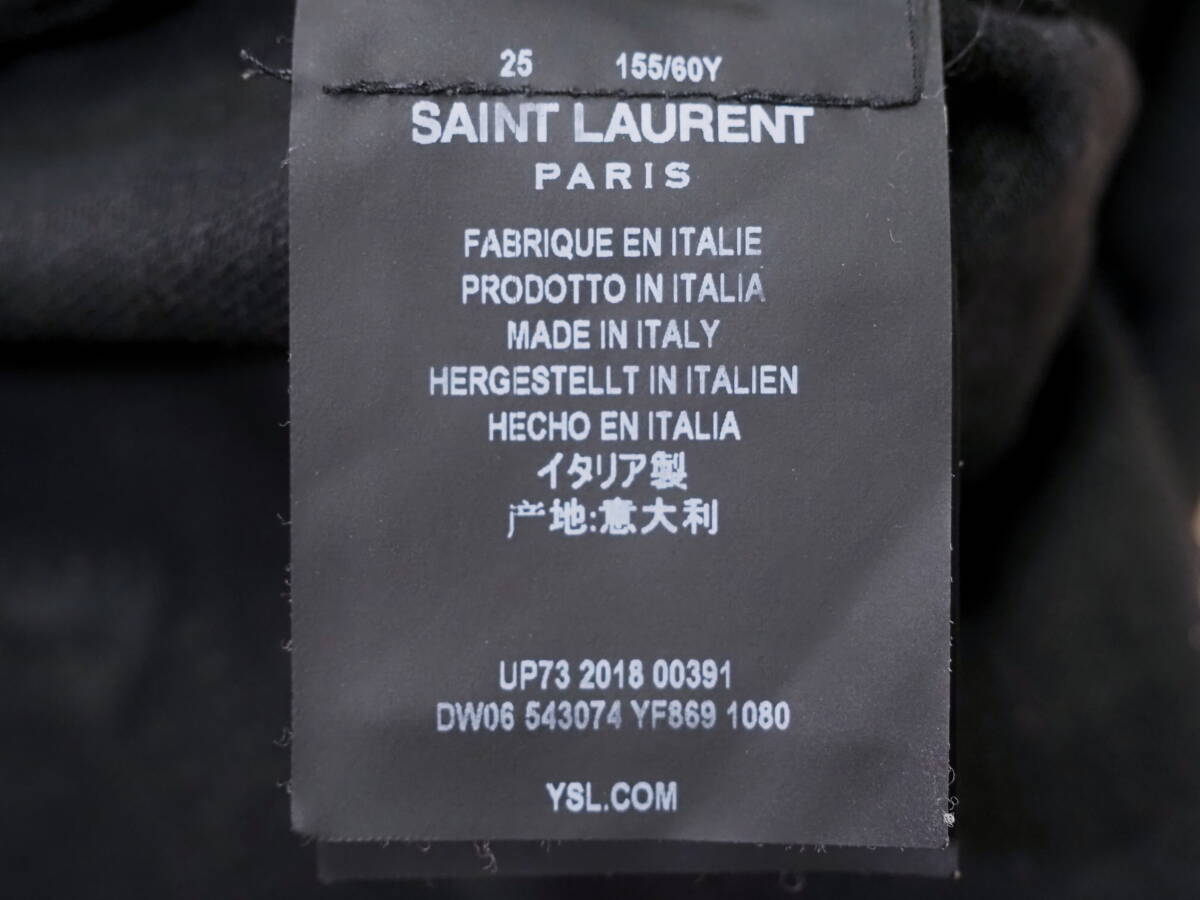 25 155/60Y
SAINT LAURENT
PARIS
FABRIQUE EN ITALIE
PRODOTTO IN ITALIA
MADE IN ITALY
HERGESTELLT IN ITALIEN
HECHO EN ITALIA
イタリア製
产地:意大利
UP73 2018 00391
DW06 543074 YF869 1080
YSL.COM